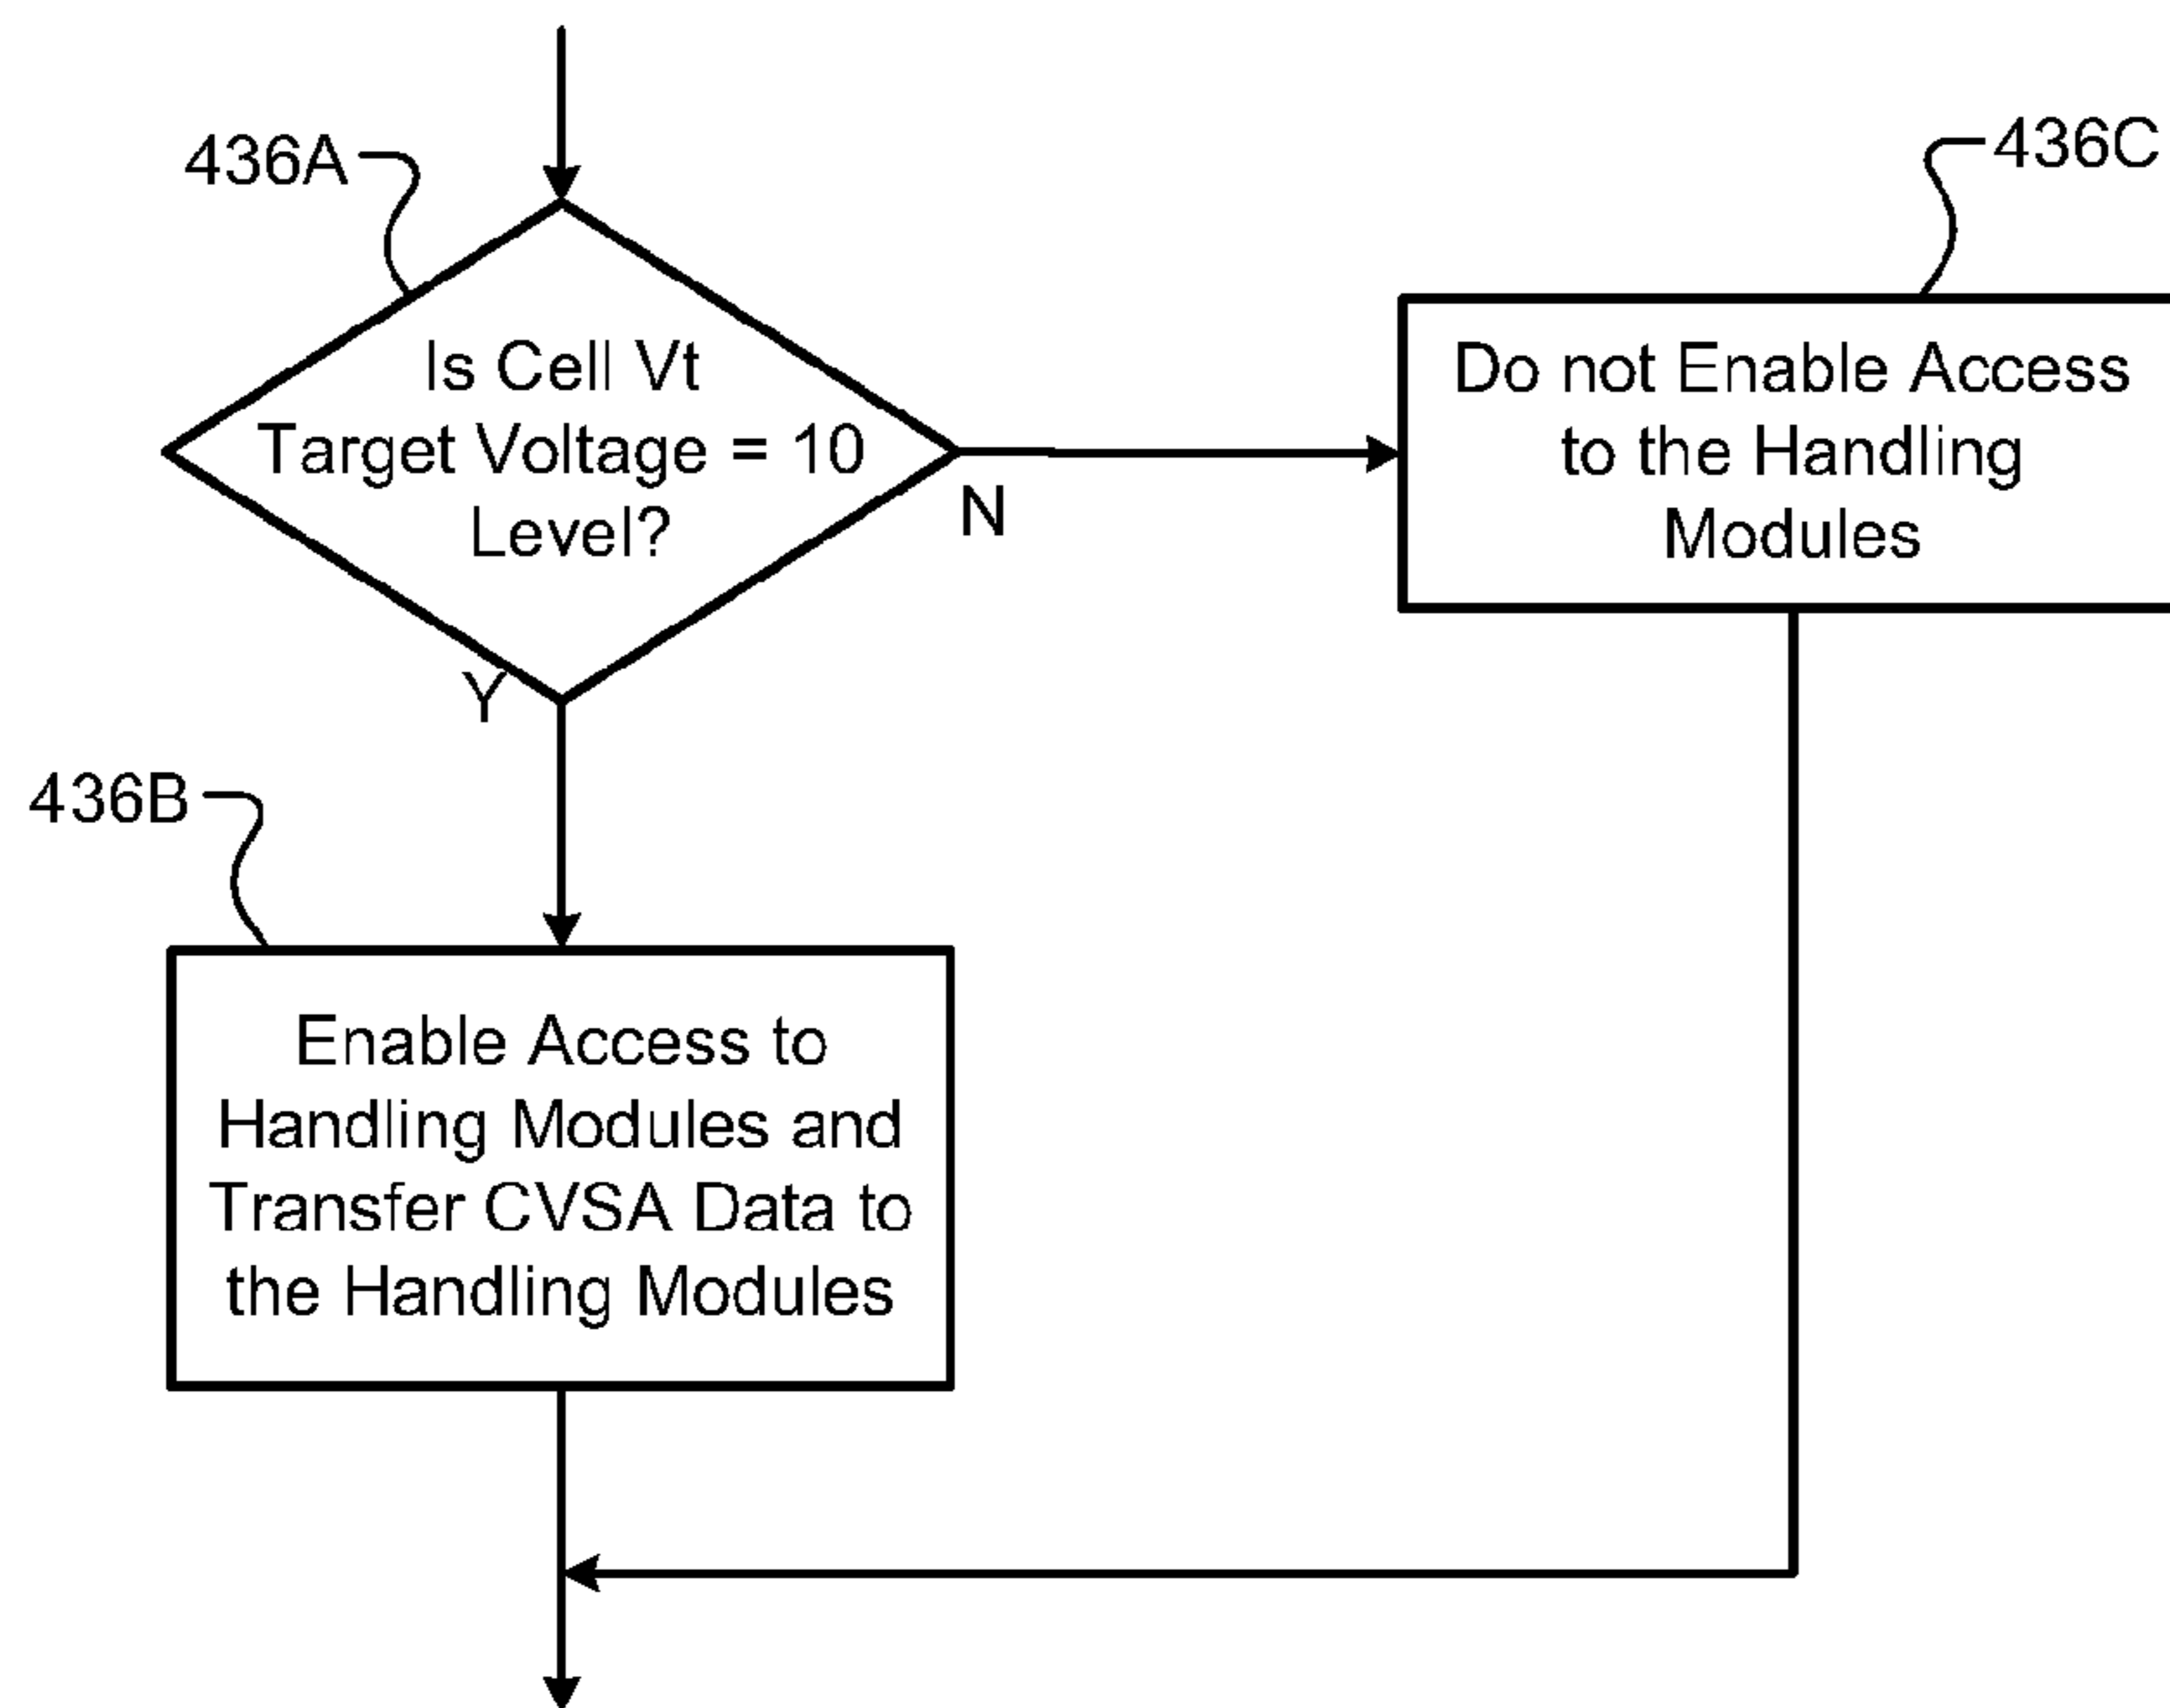 436A
436C
Is Cell Vt
Target Voltage = 10
Level?
N
Y
Do not Enable Access
to the Handling
Modules
436B
Enable Access to
Handling Modules and
Transfer CVSA Data to
the Handling Modules